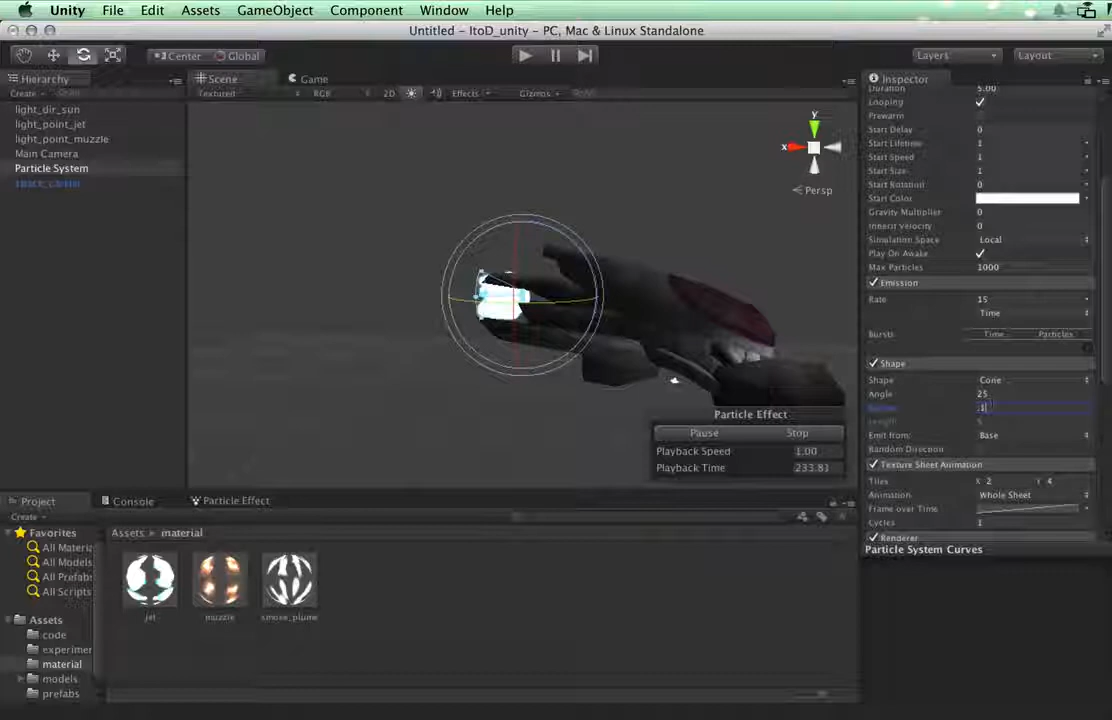 Unity File Edit Assets GameObject Component Window Help
Untitled - ItoD_unity - PC, Mac & Linux Standalone
Center Global Layers Layout
Hierarchy Scene Game Inspector
Create Textured RGB 2D Effects Gizmos
light_dir_sun
light_point_jet
light_point_muzzle
Main Camera
Particle System
y
x
Persp
Duration 5.00
Looping
Prewarm
Start Delay 0
Start Lifetime 1
Start Speed 1
Start Size 1
Start Rotation 0
Start Color
Gravity Multiplier 0
Inherit Velocity 0
Simulation Space Local
Play On Awake
Max Particles 1000
Emission
Rate 15
Time
Bursts Time Particles
Shape
Shape Cone
Angle 25
.1
Length 5
Emit from: Base
Random Direction
Texture Sheet Animation
Tiles X 2 Y 4
Animation Whole Sheet
Frame over Time
Cycles 1
Renderer
Particle System Curves
Particle Effect
Pause Stop
Playback Speed 1.00
Playback Time 233.83
Project Console Particle Effect
Create
Favorites
All Materia
All Models
All Prefab
All Scripts
Assets
code
experimer
material
models
prefabs
Assets material
jet muzzle smoke_plume